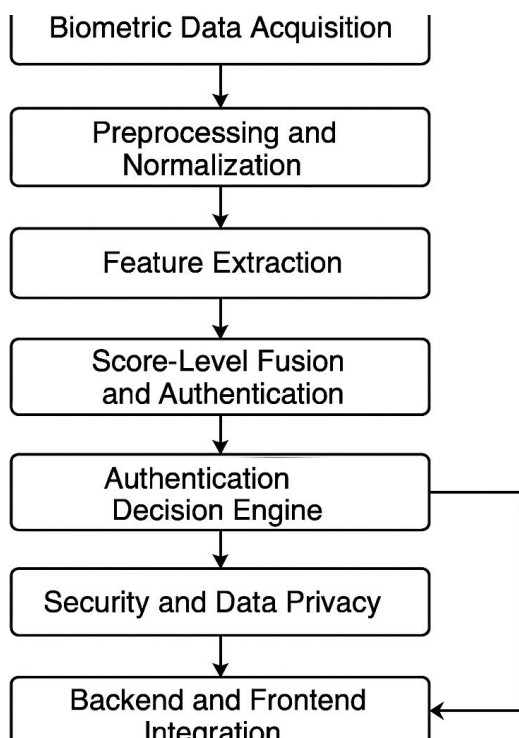 Biometric Data Acquisition
Preprocessing and
Normalization
Feature Extraction
Score-Level Fusion
and Authentication
Authentication
Decision Engine
Security and Data Privacy
Backend and Frontend
Integration